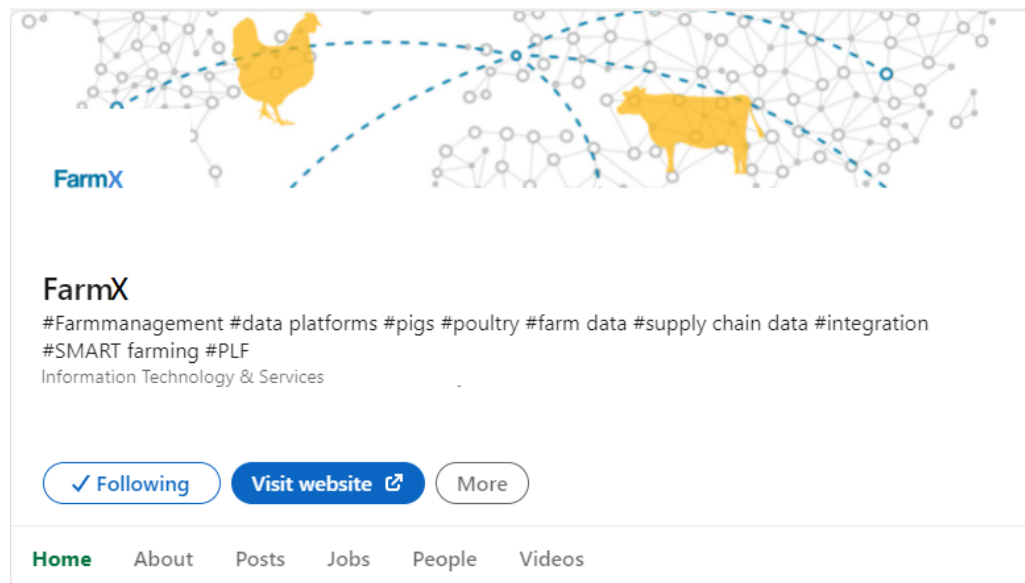 FarmX
FarmX
#Farmmanagement #data platforms #pigs #poultry #farm data #supply chain data #integration
#SMART farming #PLF
Information Technology & Services
Following
Visit website
More
Home
About
Posts
Jobs
People
Videos